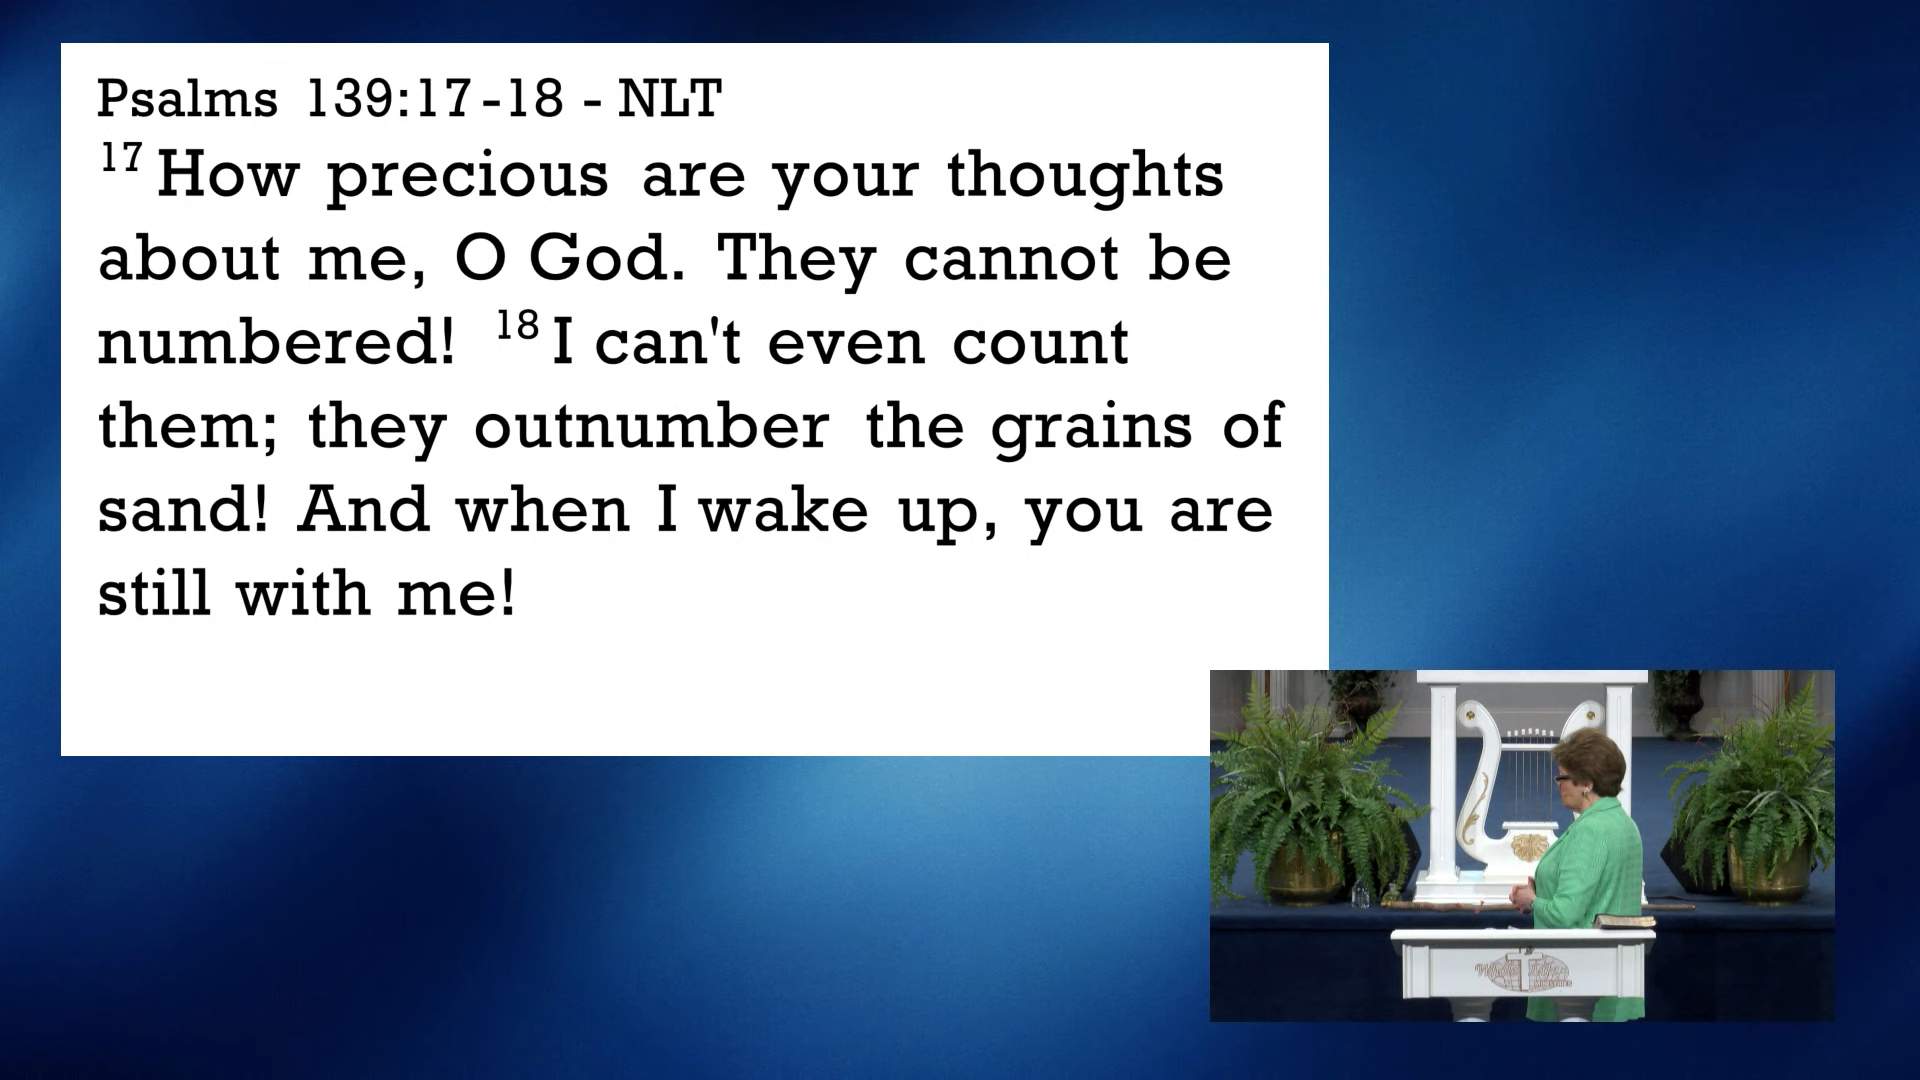 Psalms 139:17-18 - NLT
17 How precious are your thoughts
about me, O God. They cannot be
numbered! 18 I can't even count
them; they outnumber the grains of
sand! And when I wake up, you are
still with me!
MINISTRIES